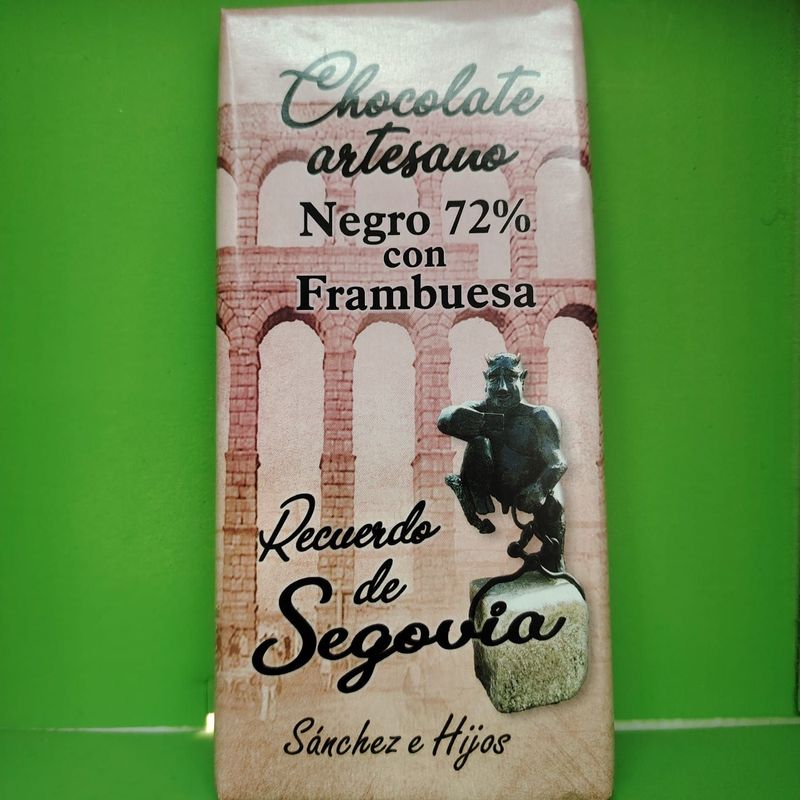 Chocolate
artesano
Negro 72%
con
Frambuesa
Recuerdo
de
Segovia
Sánchez e Hijos